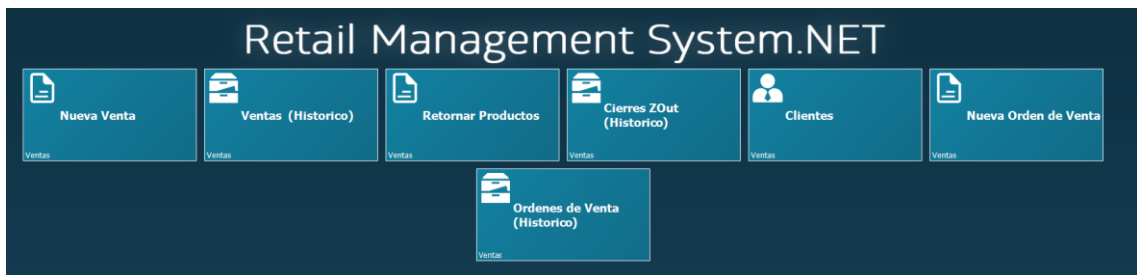 Retail Management System.NET
Nueva Venta
Ventas
Ventas (Historico)
Ventas
Retornar Productos
Ventas
Cierres ZOut
(Historico)
Ventas
Clientes
Ventas
Nueva Orden de Venta
Ventas
Ordenes de Venta
(Historico)
Ventas